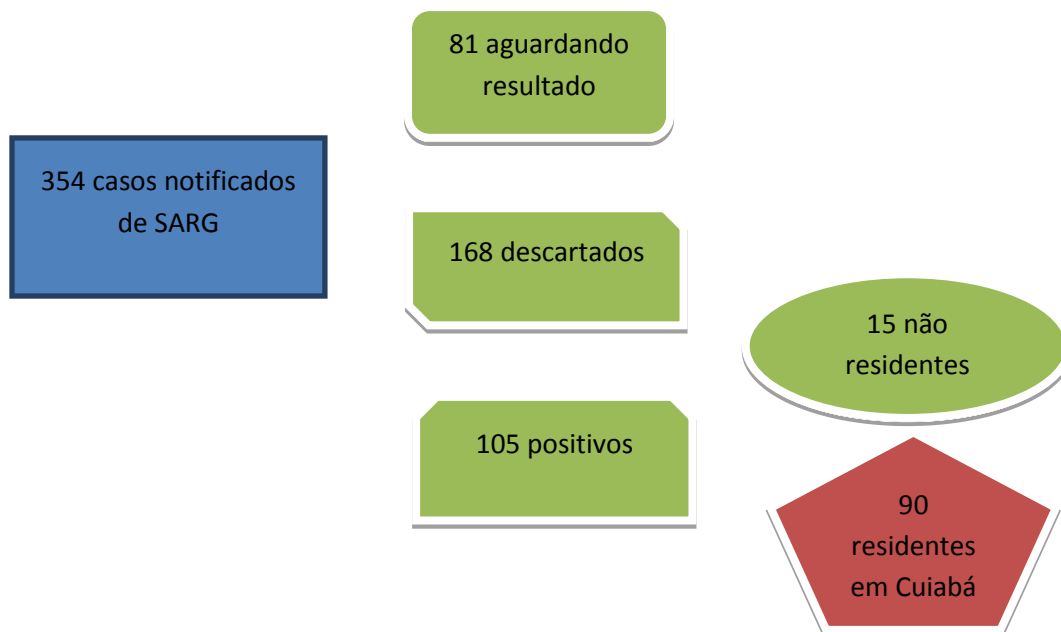 81 aguardando
resultado
354 casos notificados
de SARG
168 descartados
15 não
residentes
105 positivos
90
residentes
em Cuiabá